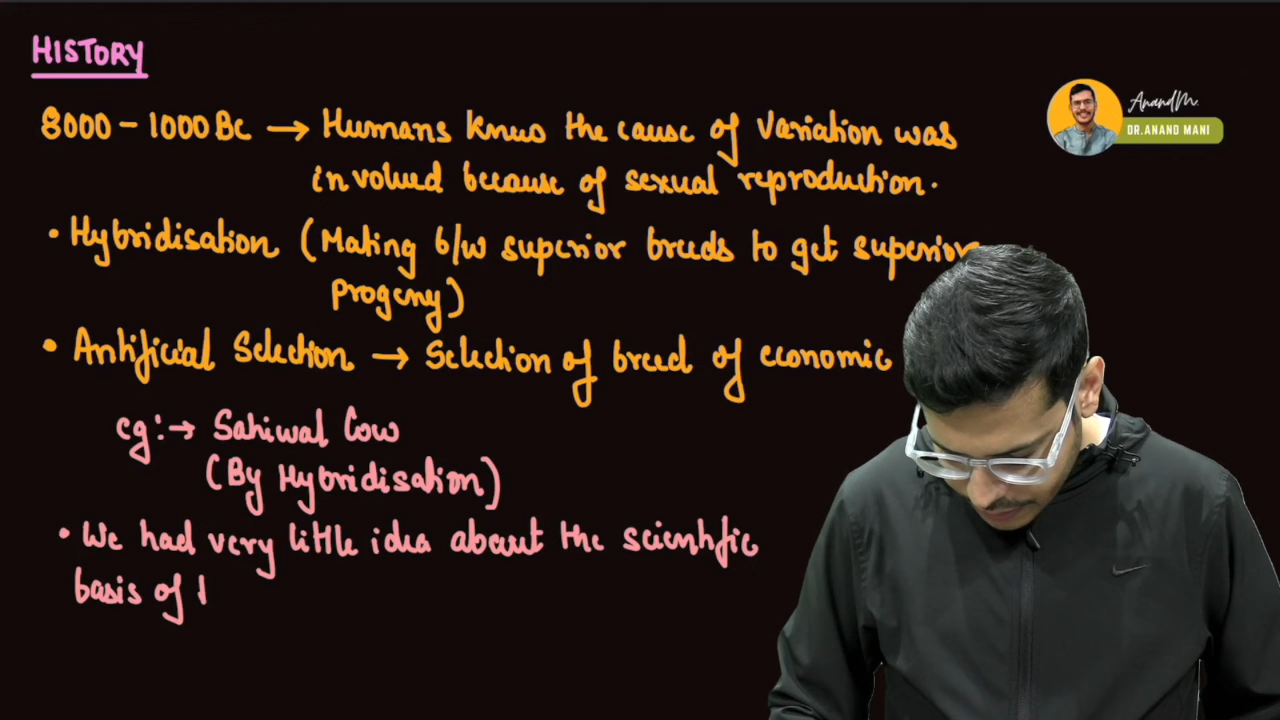 HISTORY
8000 - 1000 BC → Humans knew the cause of variation was
involved because of sexual reproduction.
AnandM.
DR.ANAND MANI
• Hybridisation (Mating b/w superior breeds to get superior
progeny)
• Antificial Selection → Selection of breed of economic
eg:→ Sahiwal Cow
(By Hybridisation)
• We had very little idea about the scientific
basis of